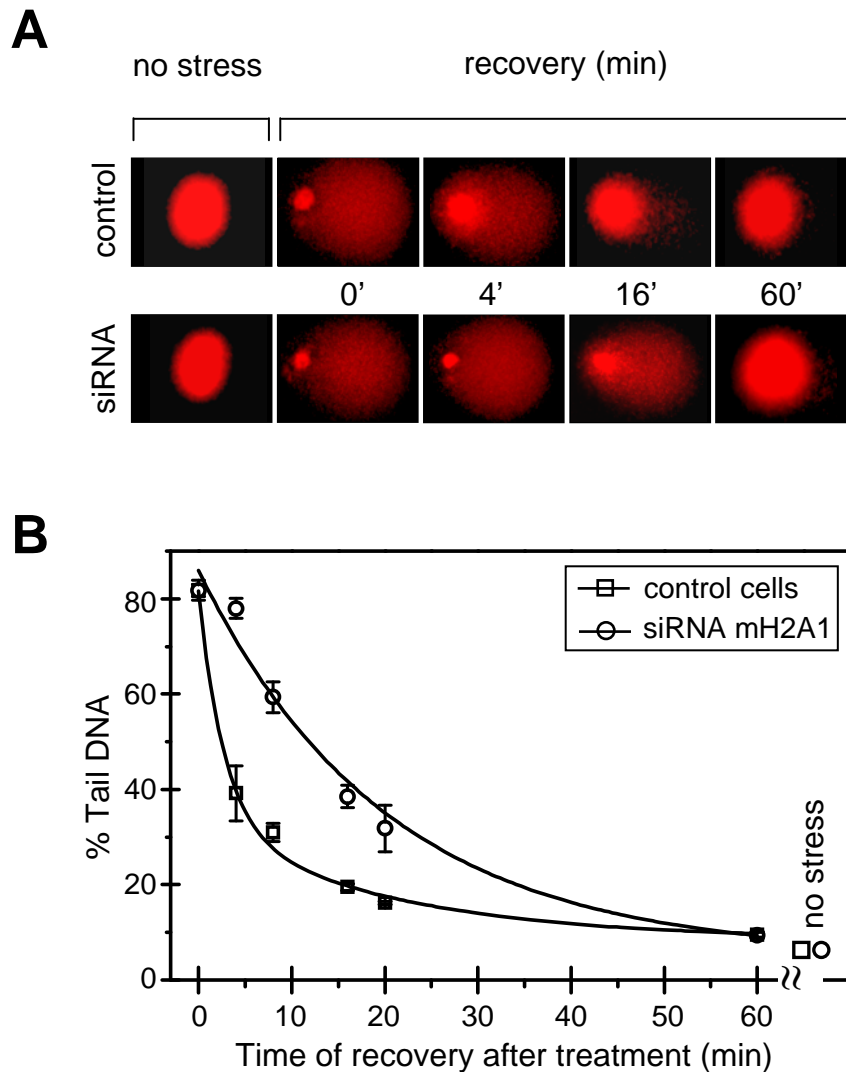 A
no stress recovery (min)
control
0’ 4’ 16’ 60’
siRNA
B
control cells
siRNA mH2A1
80
60
40
20
0
% Tail DNA
no stress
0 10 20 30 40 50 60
Time of recovery after treatment (min)